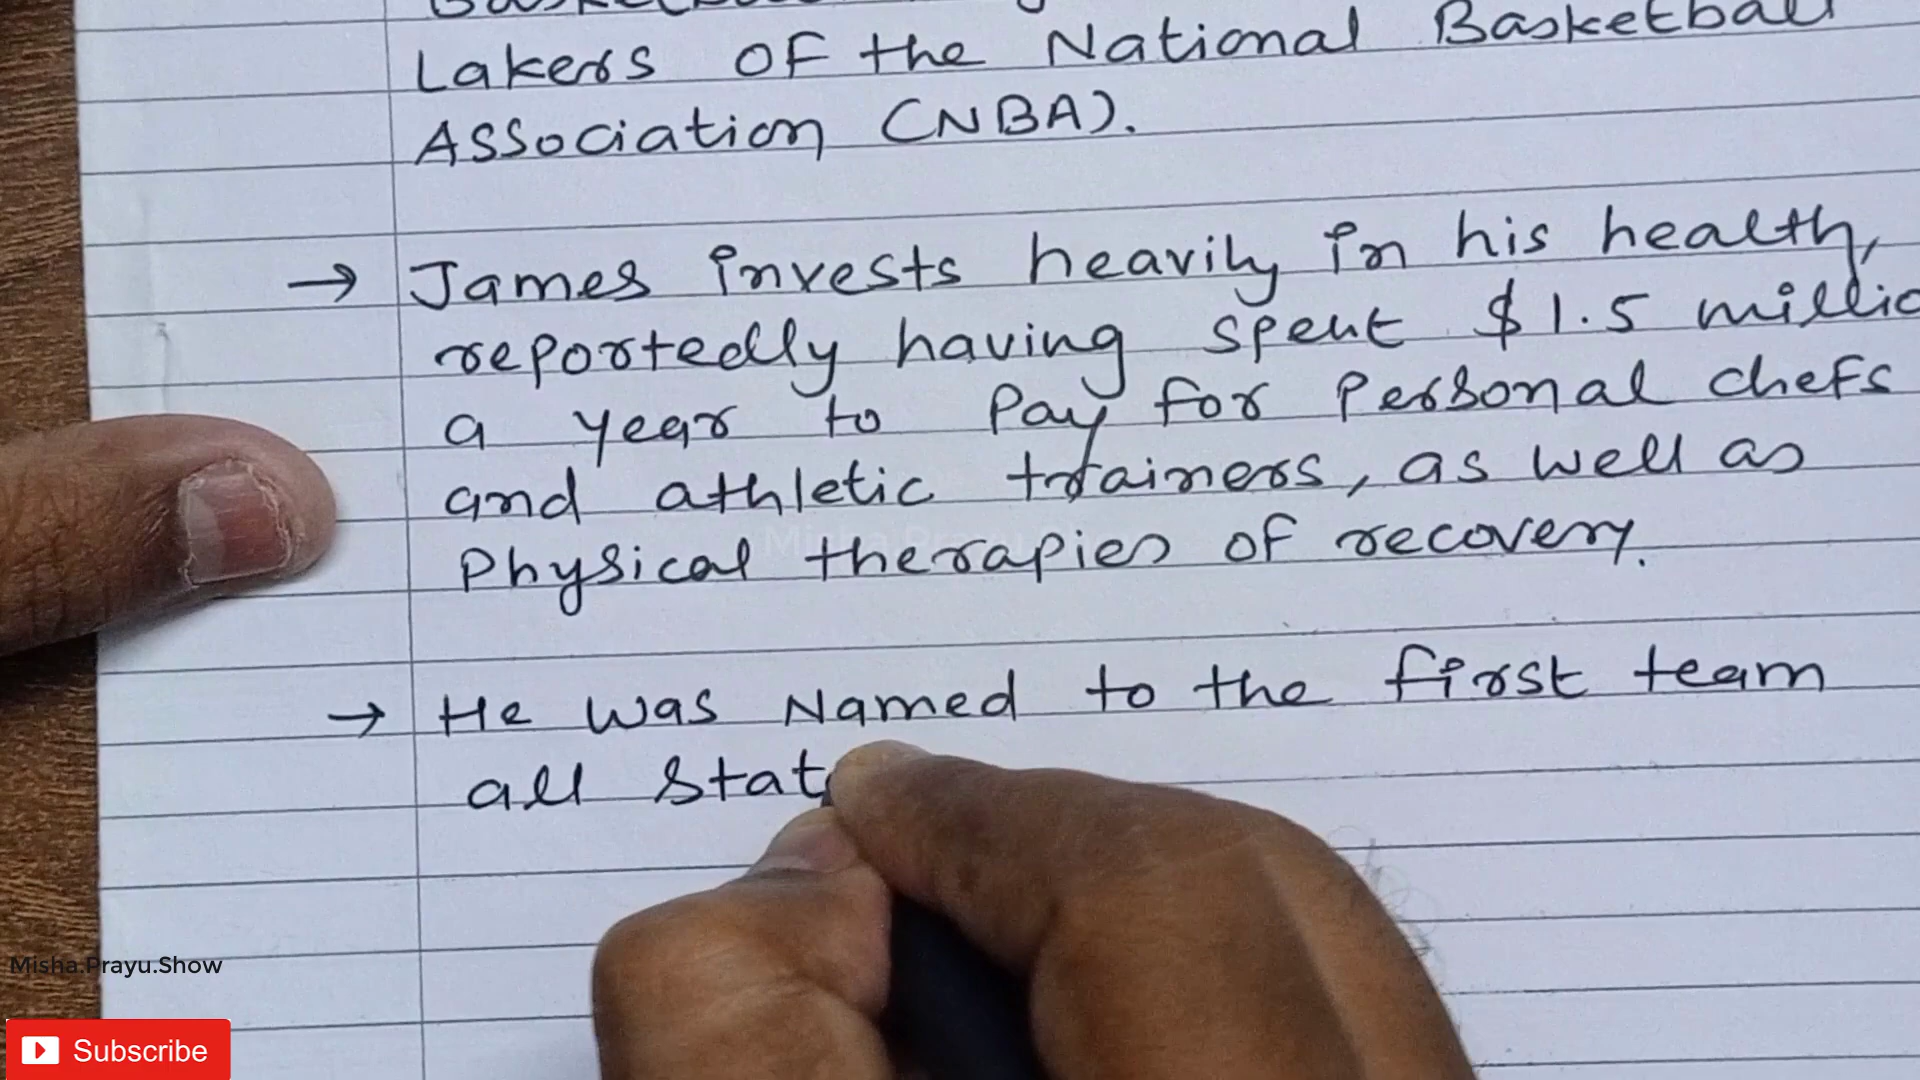 Lakers of the National Basketball
Association (NBA).
→ James invests heavily in his health,
reportedly having spent $1.5 millio
a year to Pay for Personal chefs
and athletic trainers, as well as
Physical therapies of recovery.
→ He was Named to the first team
all stat
Misha.Prayu.Show
Subscribe